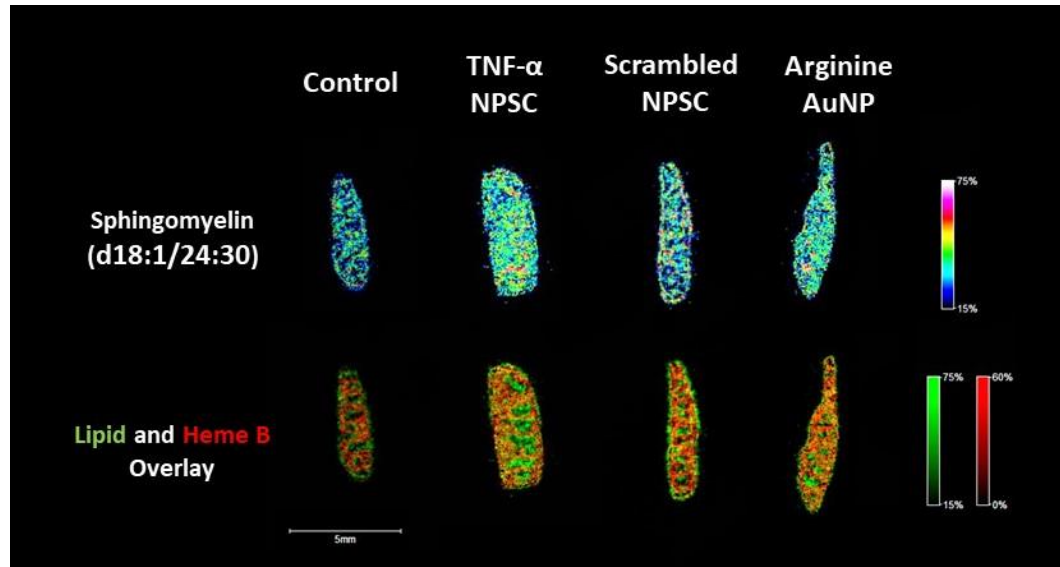 Control
TNF-α
NPSC
Scrambled
NPSC
Arginine
AuNP
Sphingomyelin
(d18:1/24:30)
75%
15%
Lipid and Heme B
Overlay
75%
60%
15%
0%
5mm